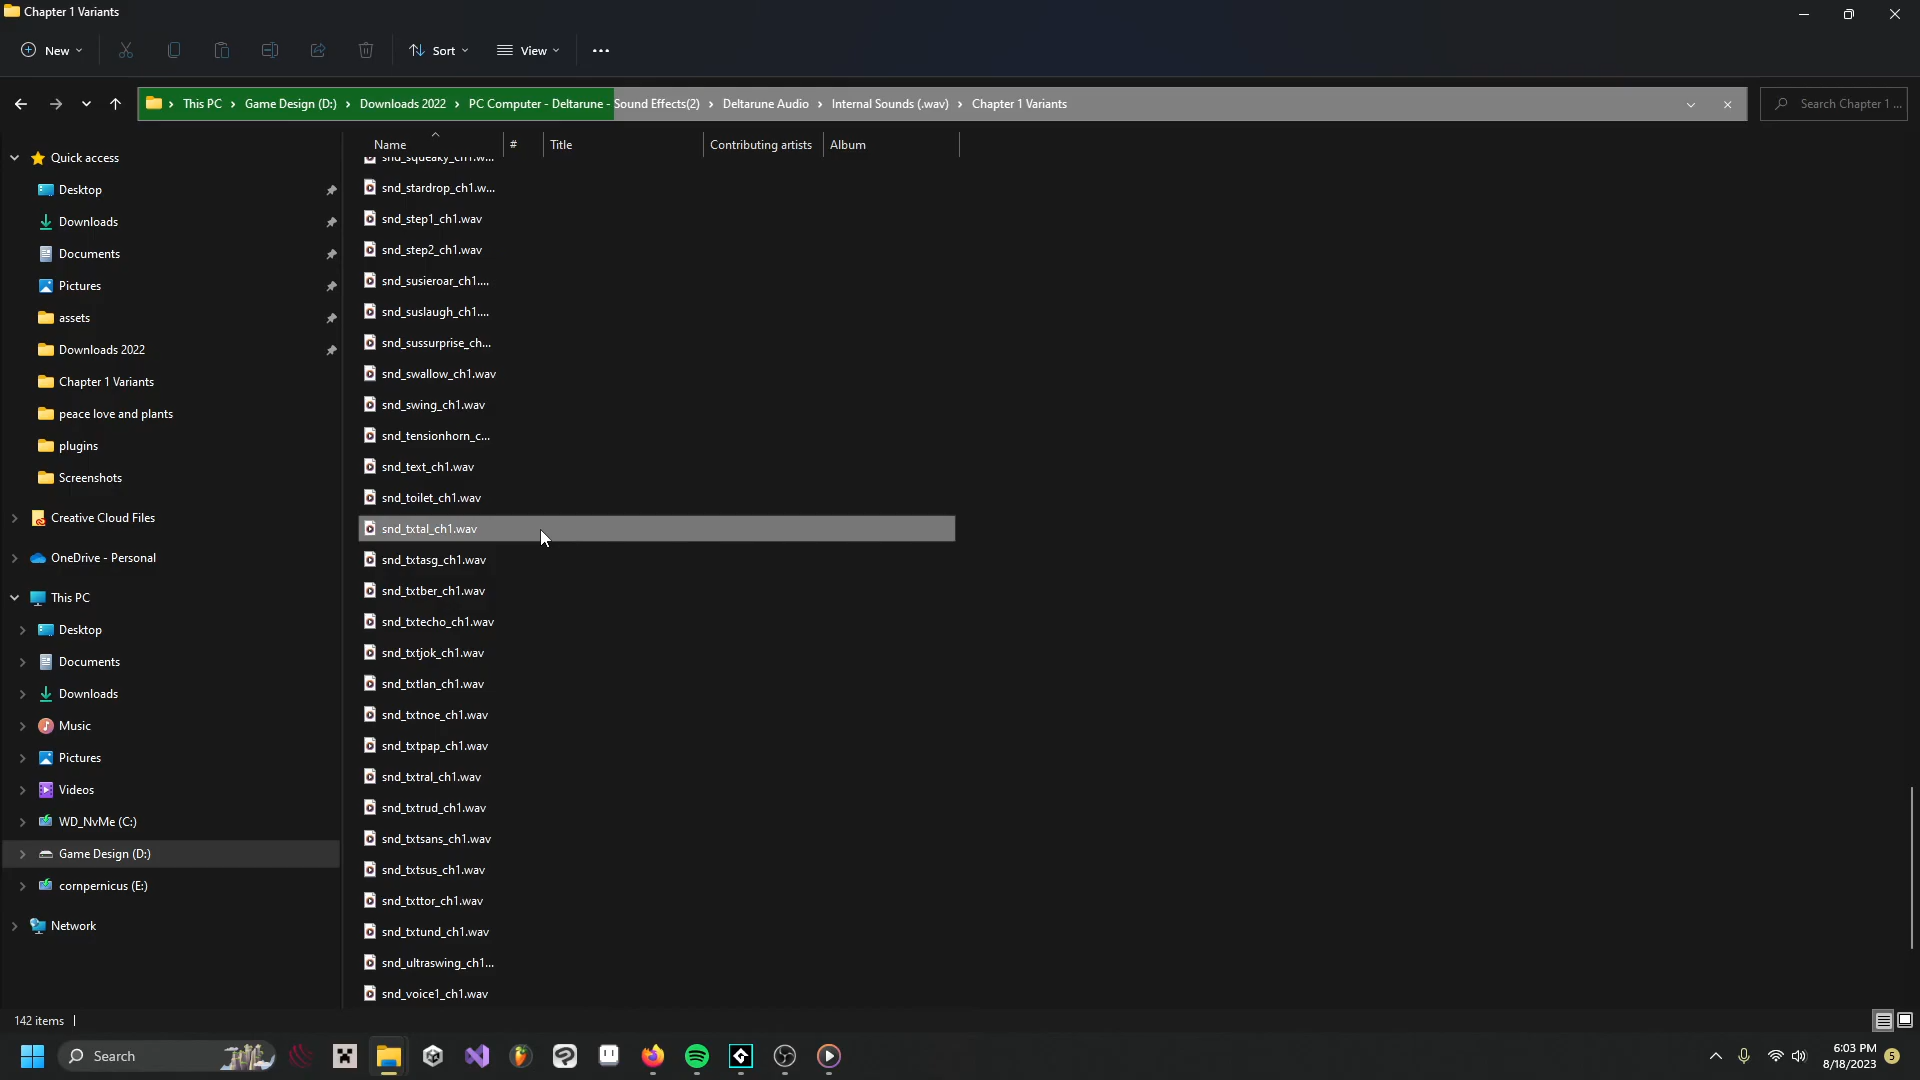 Chapter 1 Variants
New
Sort
View
This PC
Game Design (D:)
Downloads 2022
PC Computer - Deltarune - Sound Effects(2)
Deltarune Audio
Internal Sounds (.wav)
Chapter 1 Variants
Search Chapter 1 ...
Name
#
Title
Contributing artists
Album
Quick access
Desktop
Downloads
Documents
Pictures
assets
Downloads 2022
Chapter 1 Variants
peace love and plants
plugins
Screenshots
Creative Cloud Files
OneDrive - Personal
This PC
Desktop
Documents
Downloads
Music
Pictures
Videos
WD_NvMe (C:)
Game Design (D:)
cornpernicus (E:)
Network
snd_squeaky_ch1.w...
snd_stardrop_ch1.w...
snd_step1_ch1.wav
snd_step2_ch1.wav
snd_susieroar_ch1....
snd_suslaugh_ch1....
snd_sussurprise_ch...
snd_swallow_ch1.wav
snd_swing_ch1.wav
snd_tensionhorn_c...
snd_text_ch1.wav
snd_toilet_ch1.wav
snd_txtal_ch1.wav
snd_txtasg_ch1.wav
snd_txtber_ch1.wav
snd_txtecho_ch1.wav
snd_txtjok_ch1.wav
snd_txtlan_ch1.wav
snd_txtnoe_ch1.wav
snd_txtpap_ch1.wav
snd_txtral_ch1.wav
snd_txtrud_ch1.wav
snd_txtsans_ch1.wav
snd_txtsus_ch1.wav
snd_txttor_ch1.wav
snd_txtund_ch1.wav
snd_ultraswing_ch1...
snd_voice1_ch1.wav
142 items
Search
6:03 PM
8/18/2023
5